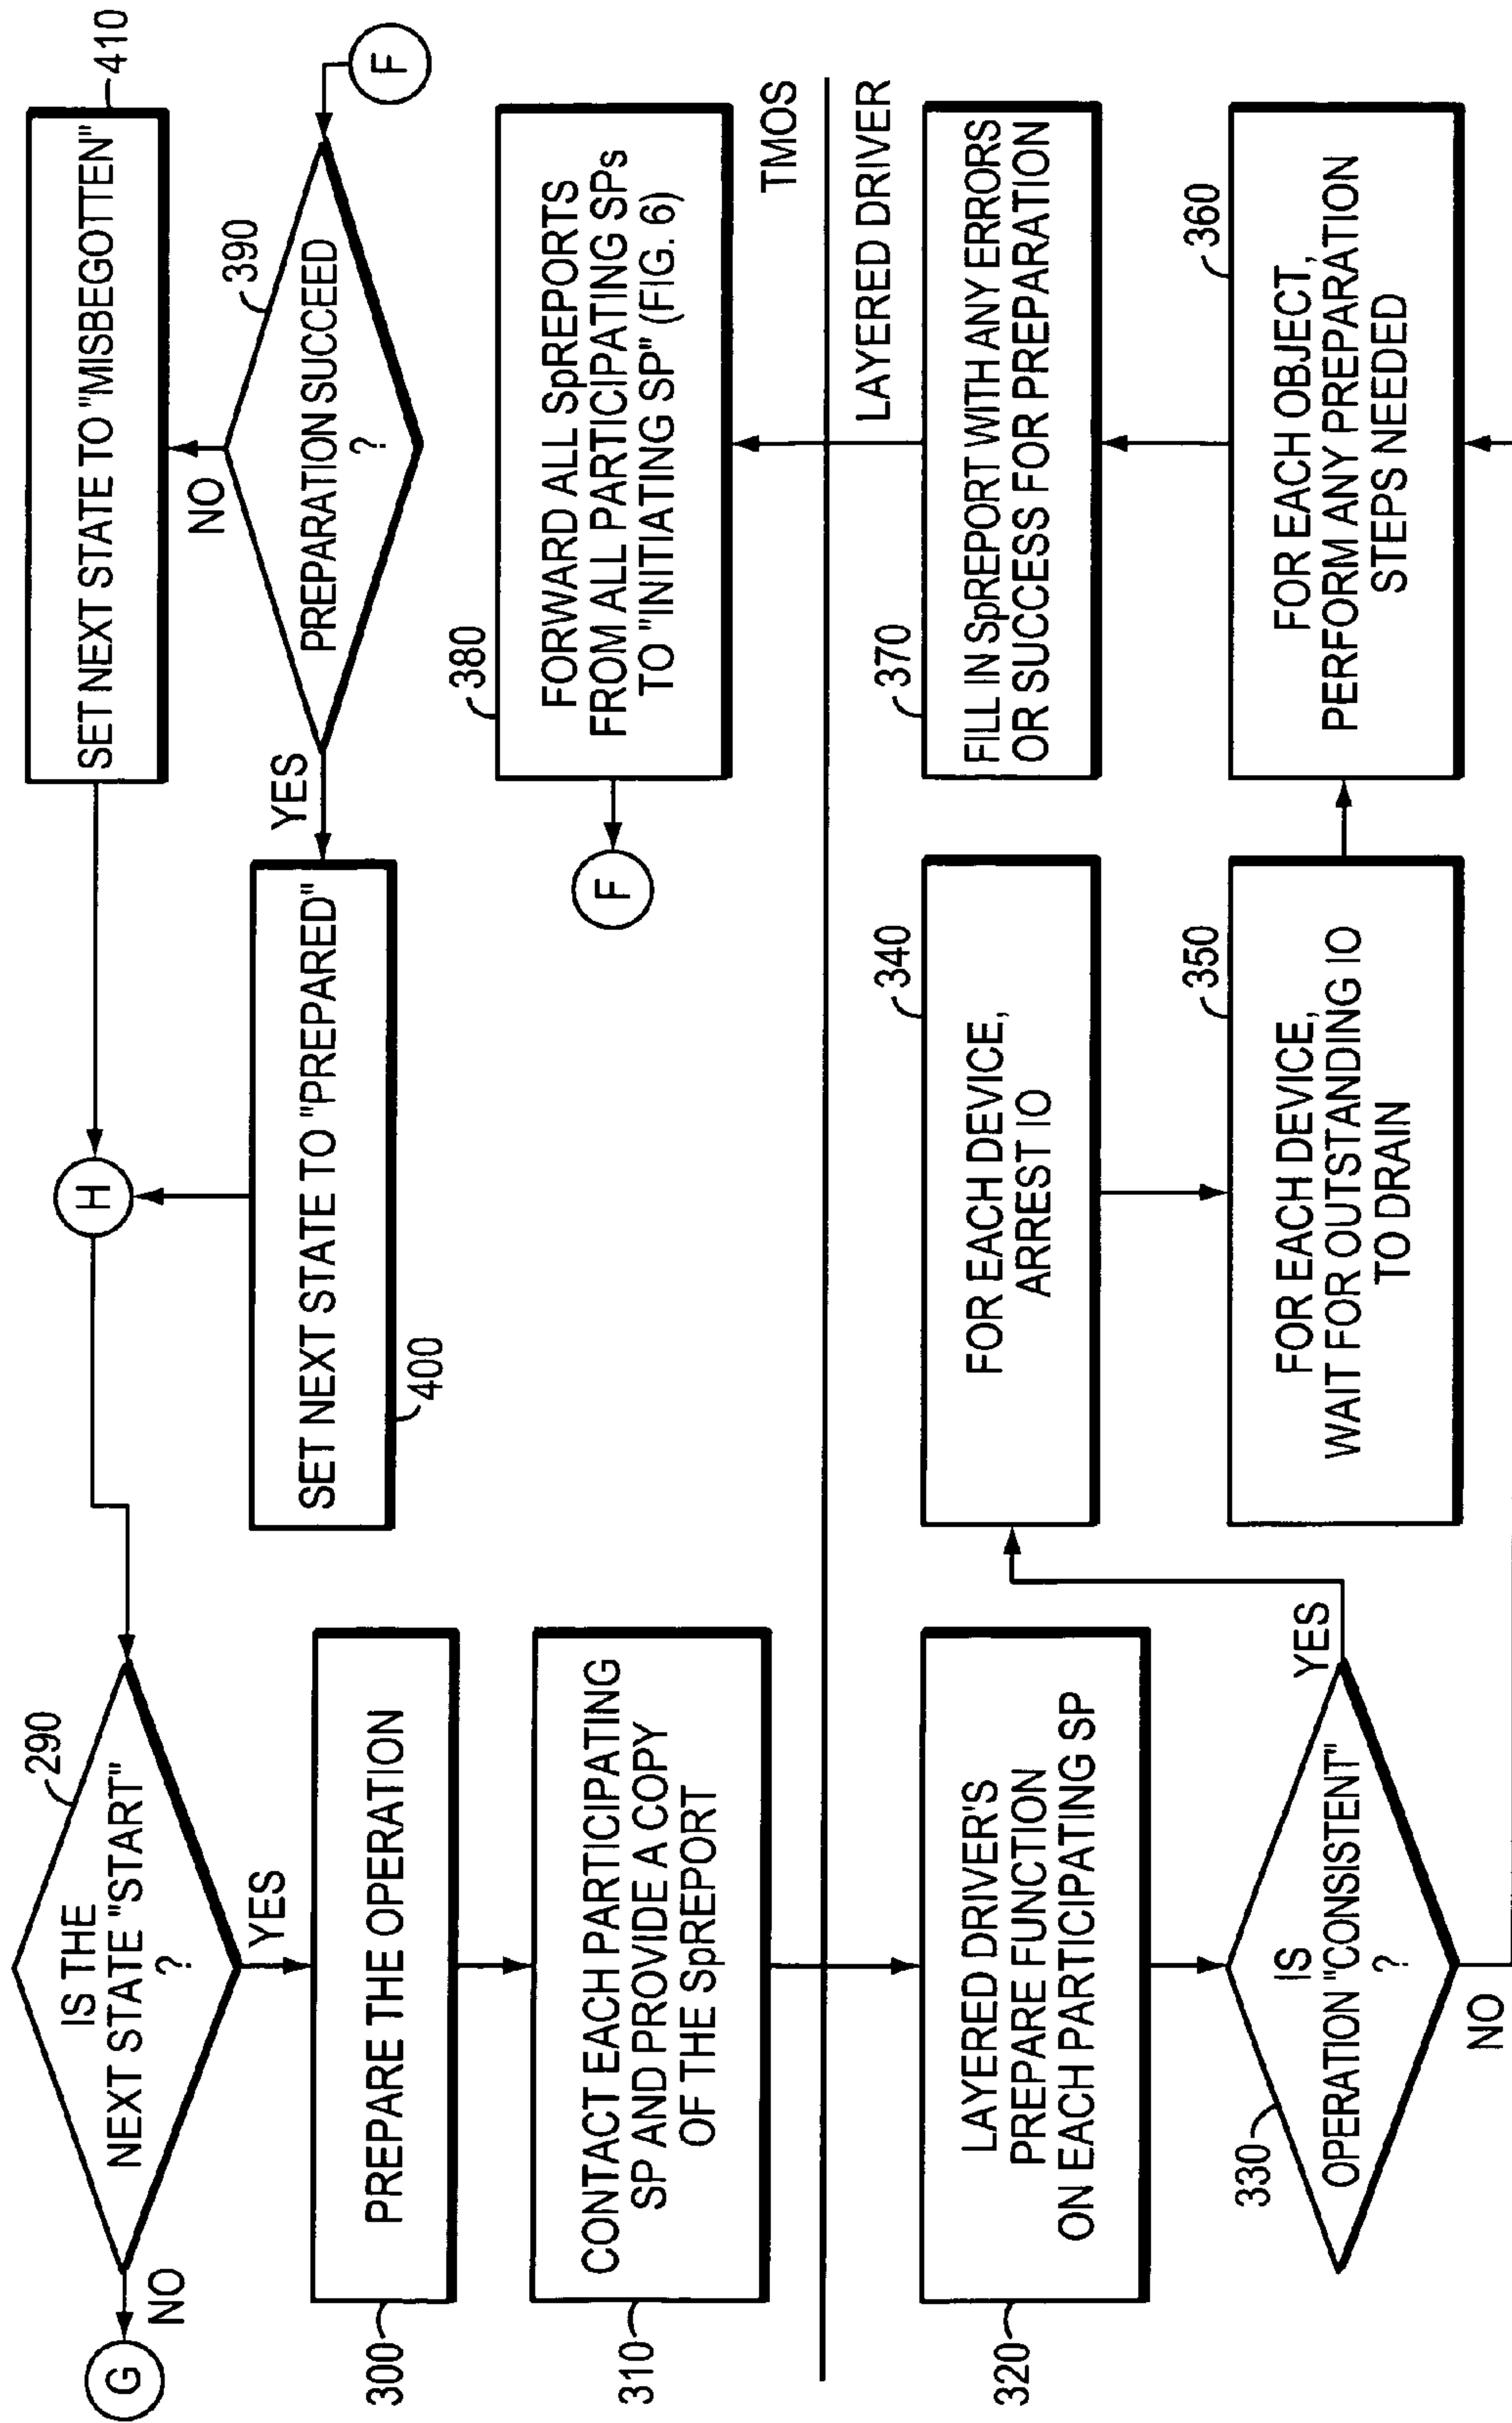 410
SET NEXT STATE TO "MISBEGOTTEN"
H
F
390
PREPARATION SUCCEED
?
NO
YES
SET NEXT STATE TO "PREPARED"
400
290
IS THE
NEXT STATE "START"
?
NO
G
YES
300
PREPARE THE OPERATION
310
CONTACT EACH PARTICIPATING
SP AND PROVIDE A COPY
OF THE SpREPORT
380
FORWARD ALL SpREPORTS
FROM ALL PARTICIPATING SPs
TO "INITIATING SP" (FIG. 6)
F
TMOS
LAYERED DRIVER
320
LAYERED DRIVER'S
PREPARE FUNCTION
ON EACH PARTICIPATING SP
330
IS
OPERATION "CONSISTENT"
?
YES
NO
340
FOR EACH DEVICE,
ARREST IO
350
FOR EACH DEVICE,
WAIT FOR OUTSTANDING IO
TO DRAIN
360
FOR EACH OBJECT,
PERFORM ANY PREPARATION
STEPS NEEDED
370
FILL IN SpREPORT WITH ANY ERRORS
OR SUCCESS FOR PREPARATION